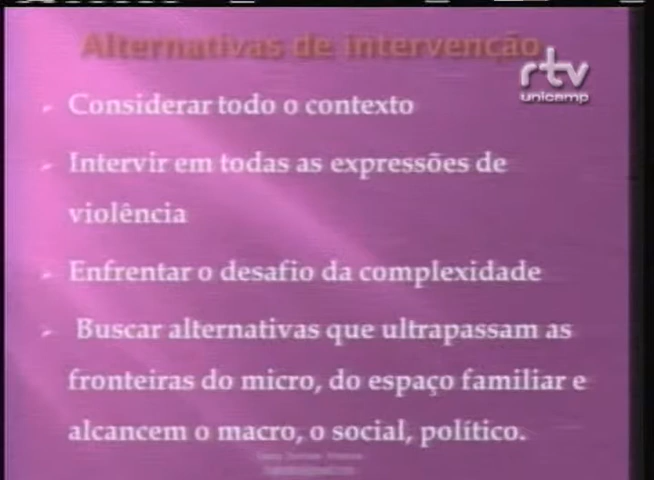 Alternativas de intervenção
rtv
unicamp
Considerar todo o contexto
Intervir em todas as expressões de
violência
Enfrentar o desafio da complexidade
Buscar alternativas que ultrapassam as
fronteiras do micro, do espaço familiar e
alcancem o macro, o social, político.